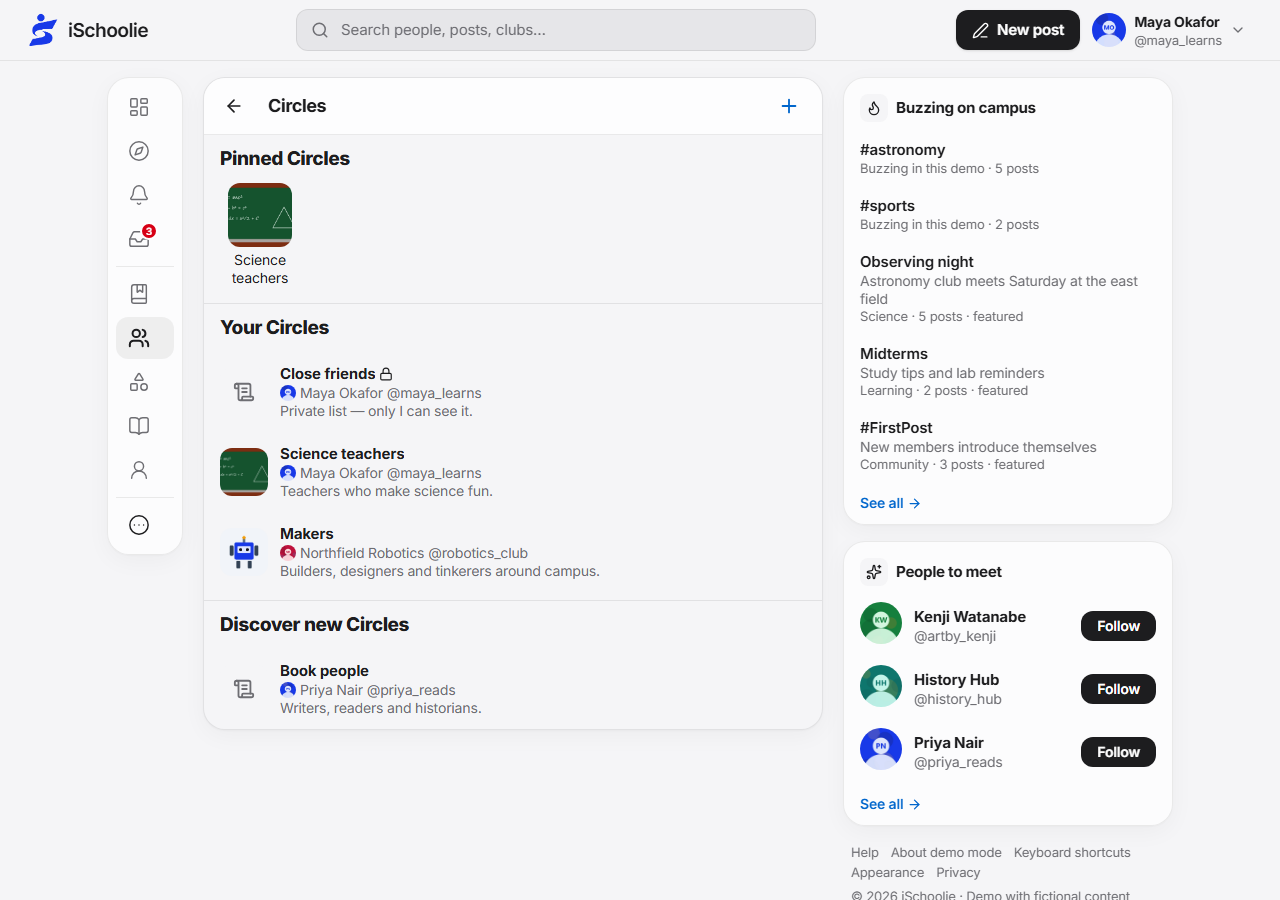 iSchoolie
Search people, posts, clubs...
New post
Maya Okafor
@maya_learns
3
Circles
Pinned Circles
Science
teachers
Your Circles
Close friends
Maya Okafor @maya_learns
Private list — only I can see it.
Science teachers
Maya Okafor @maya_learns
Teachers who make science fun.
Makers
Northfield Robotics @robotics_club
Builders, designers and tinkerers around campus.
Discover new Circles
Book people
Priya Nair @priya_reads
Writers, readers and historians.
Buzzing on campus
#astronomy
Buzzing in this demo · 5 posts
#sports
Buzzing in this demo · 2 posts
Observing night
Astronomy club meets Saturday at the east
field
Science · 5 posts · featured
Midterms
Study tips and lab reminders
Learning · 2 posts · featured
#FirstPost
New members introduce themselves
Community · 3 posts · featured
See all →
People to meet
KW
Kenji Watanabe
@artby_kenji
Follow
HH
History Hub
@history_hub
Follow
PN
Priya Nair
@priya_reads
Follow
See all →
Help About demo mode Keyboard shortcuts
Appearance Privacy
© 2026 iSchoolie · Demo with fictional content